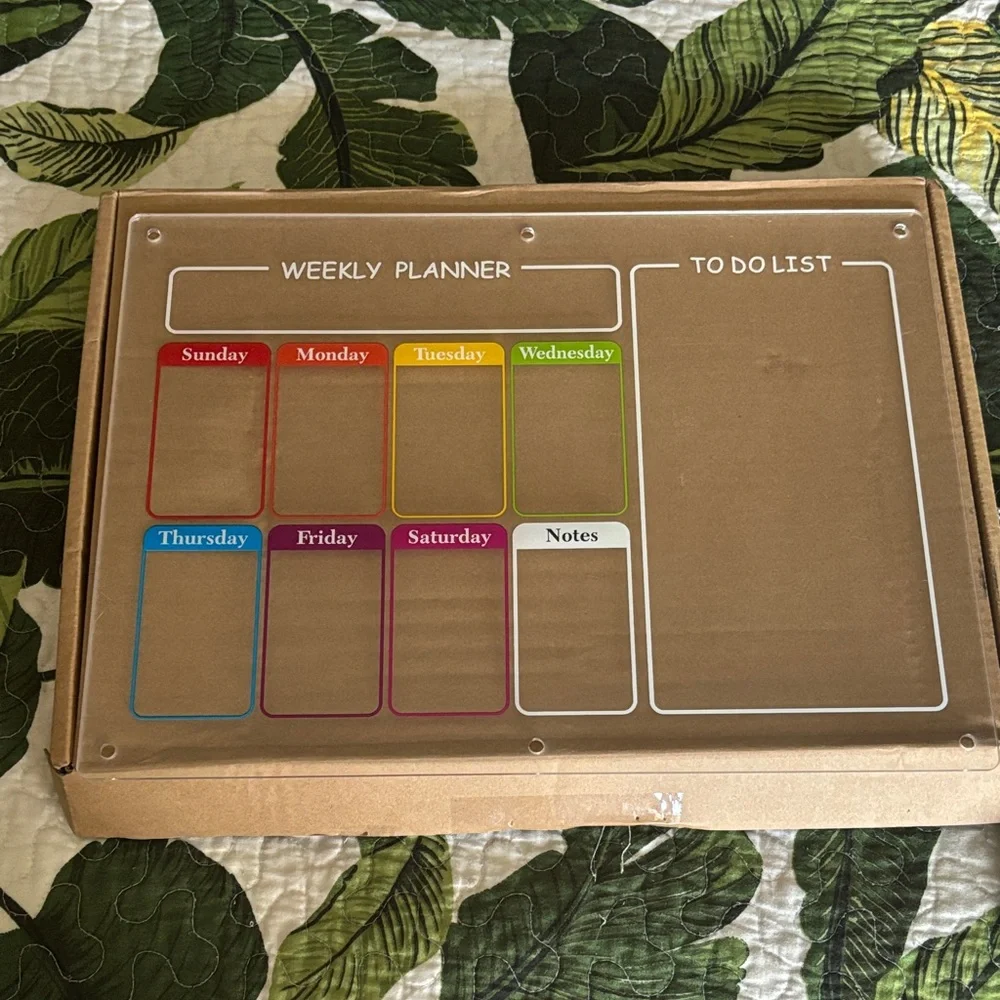 WEEKLY PLANNER
TO DO LIST
Sunday
Monday
Tuesday
Wednesday
Thursday
Friday
Saturday
Notes